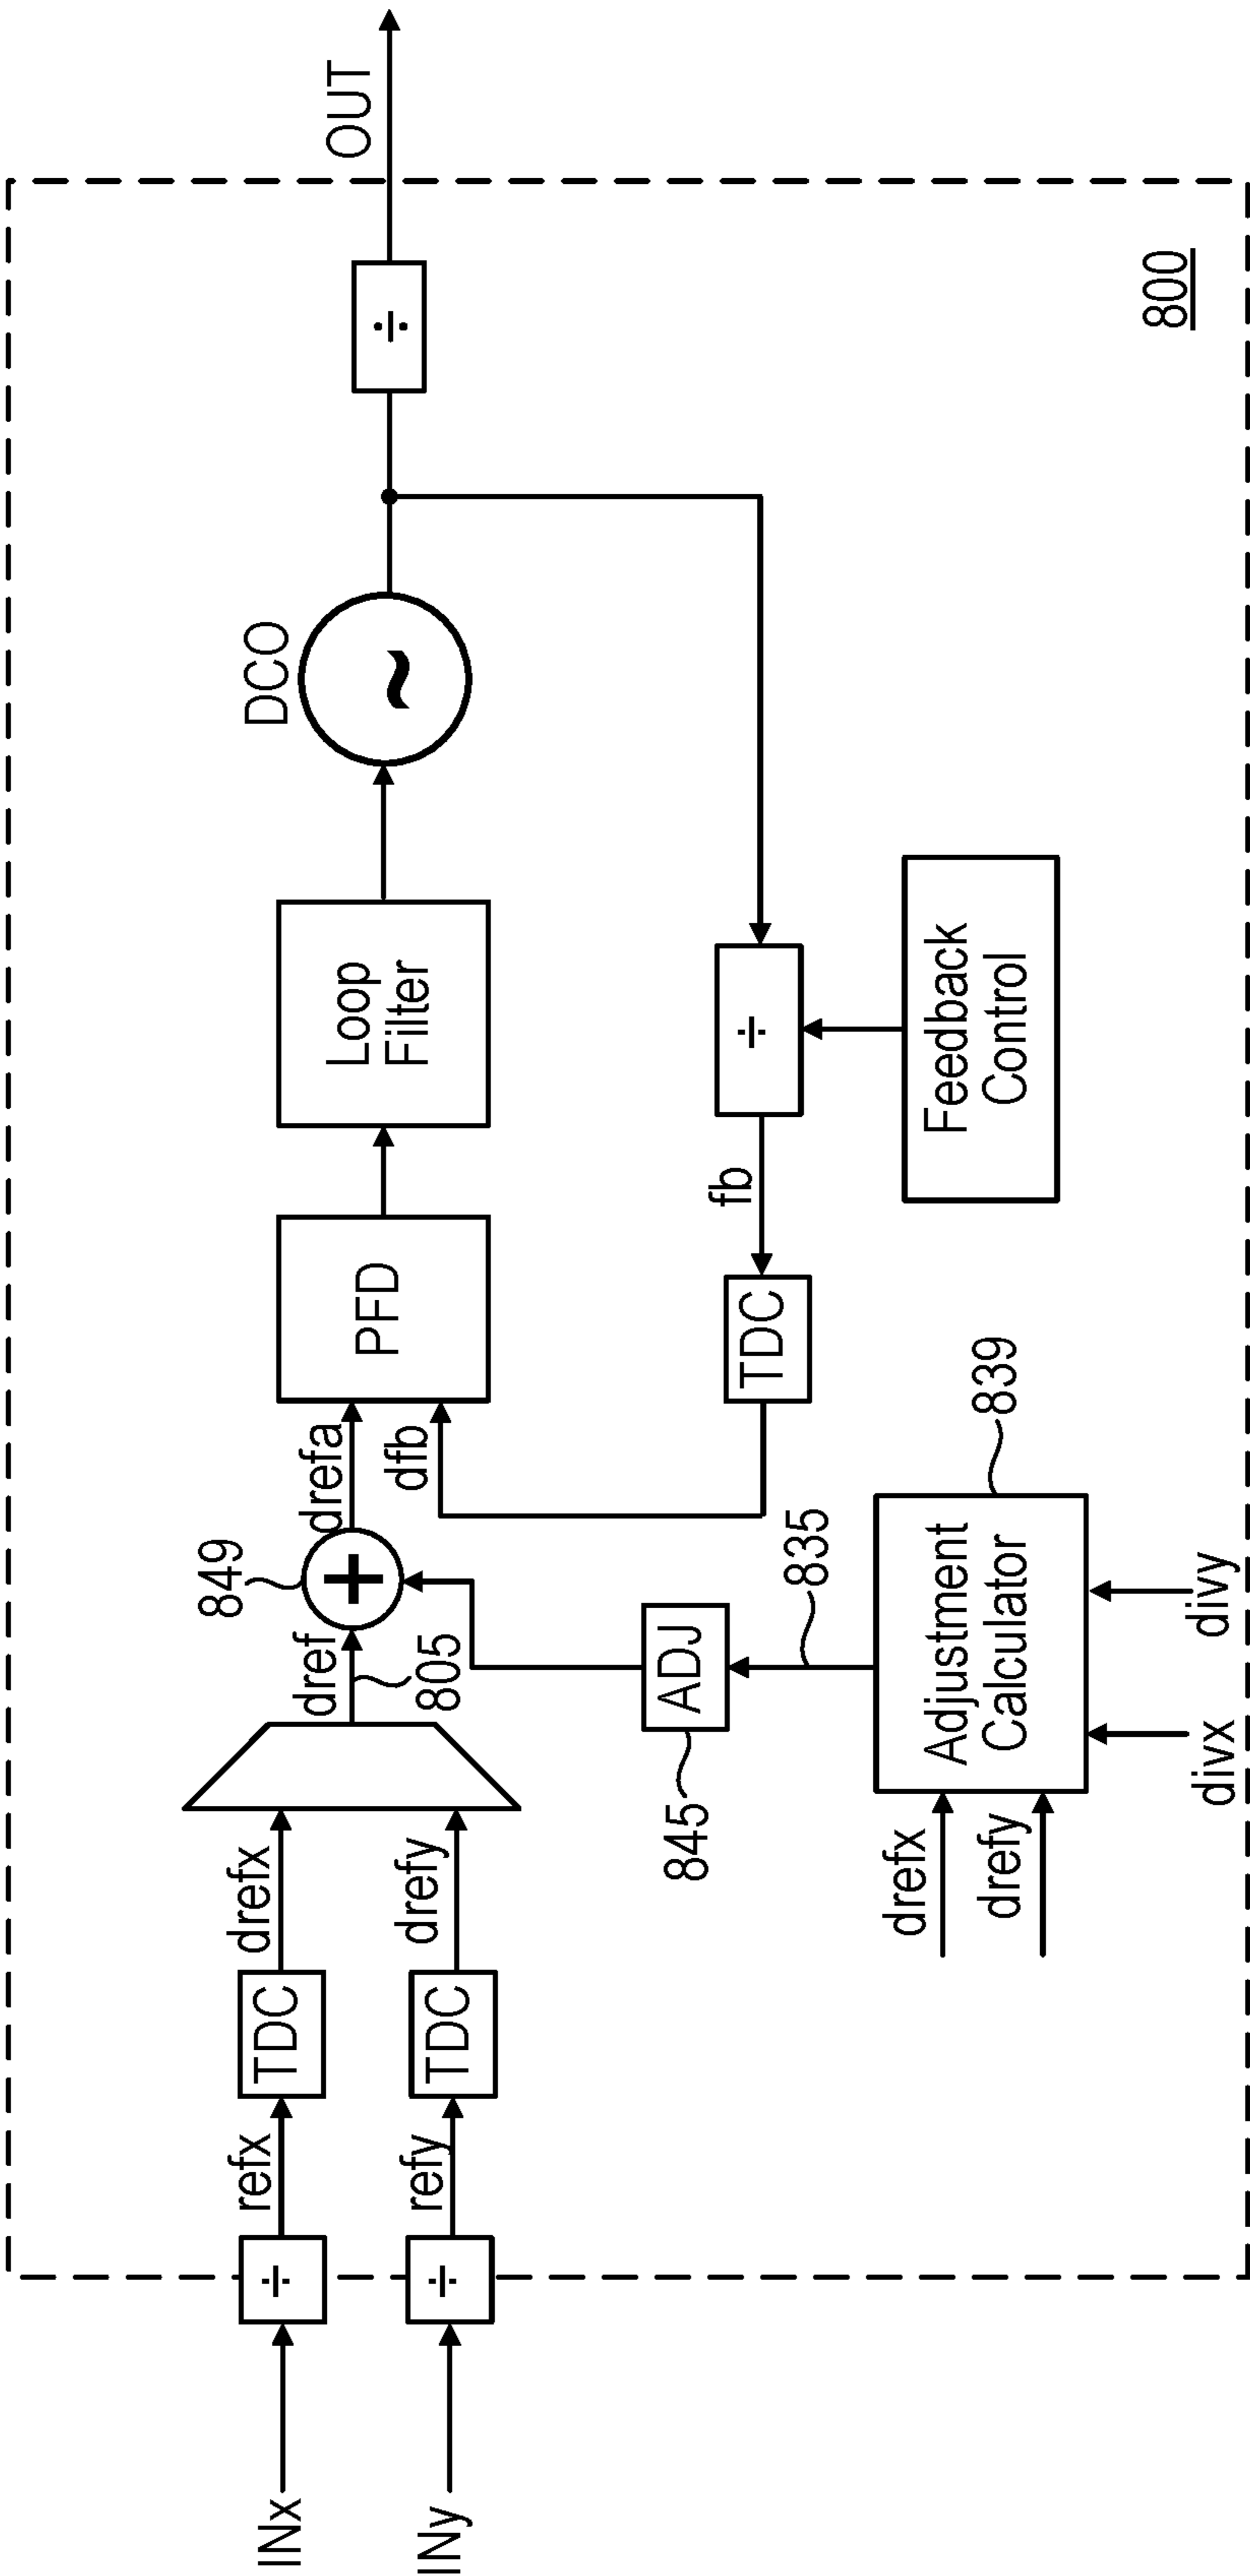 INx
÷
refx
TDC
drefx
INy
÷
refy
TDC
drefy
dref
805
849
+
drefa
dfb
PFD
Loop
Filter
DCO
~
÷
OUT
÷
fb
TDC
Feedback
Control
845
ADJ
835
839
Adjustment
Calculator
drefx
drefy
divx
divy
800